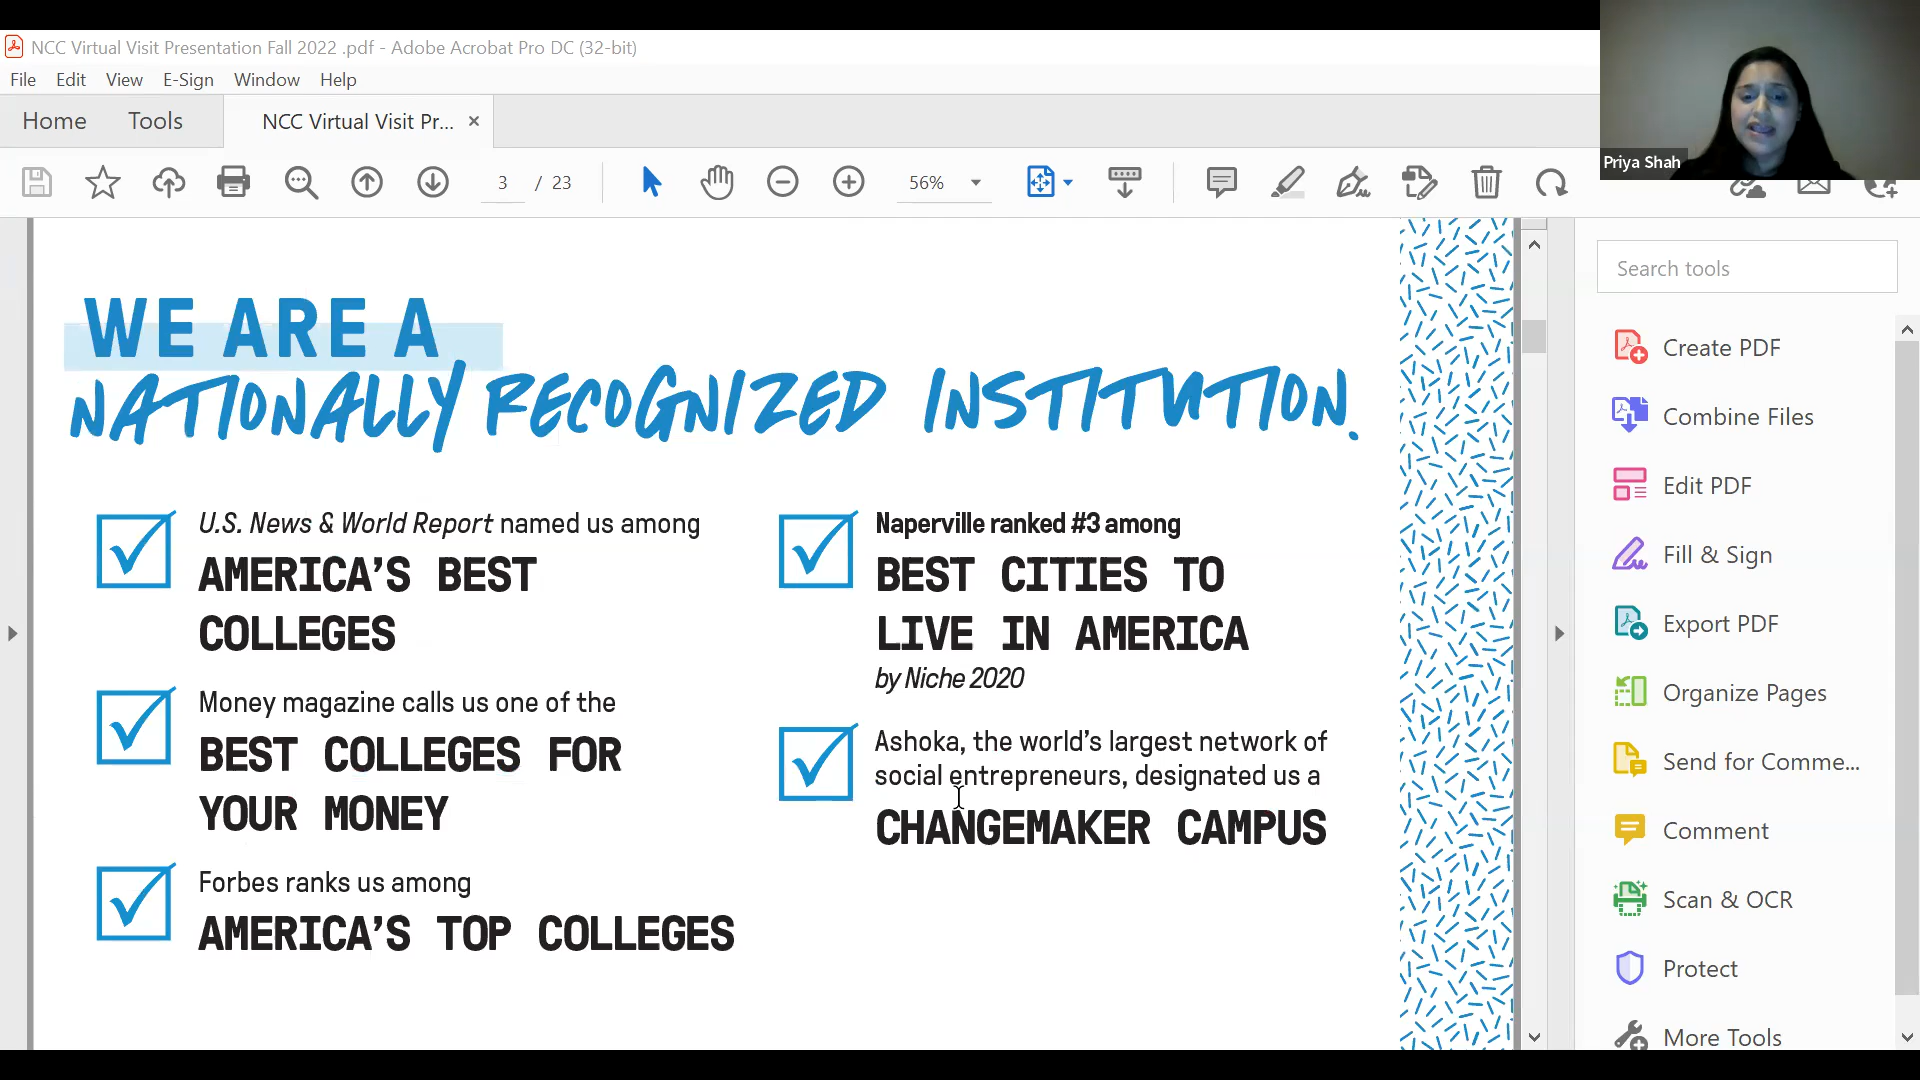 NCC Virtual Visit Presentation Fall 2022 .pdf - Adobe Acrobat Pro DC (32-bit)
File Edit View E-Sign Window Help
Home Tools NCC Virtual Visit Pr... ×
3 / 23 56%
Priya Shah
WE ARE A
NATIONALLY RECOGNIZED INSTITUTION.
U.S. News & World Report named us among
AMERICA'S BEST
COLLEGES
Money magazine calls us one of the
BEST COLLEGES FOR
YOUR MONEY
Forbes ranks us among
AMERICA'S TOP COLLEGES
Naperville ranked #3 among
BEST CITIES TO
LIVE IN AMERICA
by Niche 2020
Ashoka, the world's largest network of
social entrepreneurs, designated us a
CHANGEMAKER CAMPUS
Search tools
Create PDF
Combine Files
Edit PDF
Fill & Sign
Export PDF
Organize Pages
Send for Comme...
Comment
Scan & OCR
Protect
More Tools